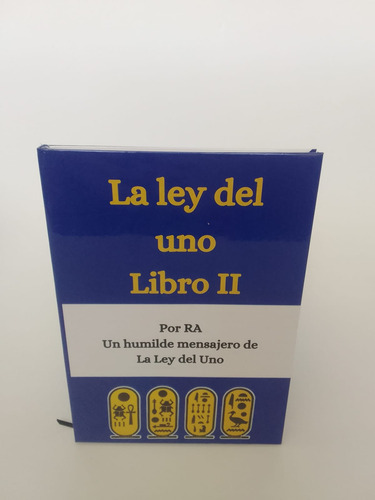 La ley del
uno
Libro II
Por RA
Un humilde mensajero de
La Ley del Uno